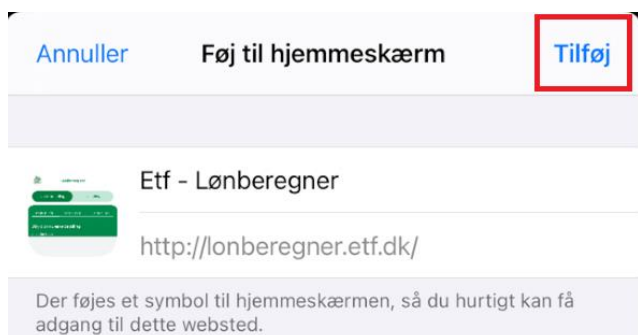 Annuller Føj til hjemmeskærm Tilføj
Etf - Lønberegner
http://lonberegner.etf.dk/
Der føjes et symbol til hjemmeskærmen, så du hurtigt kan få
adgang til dette websted.